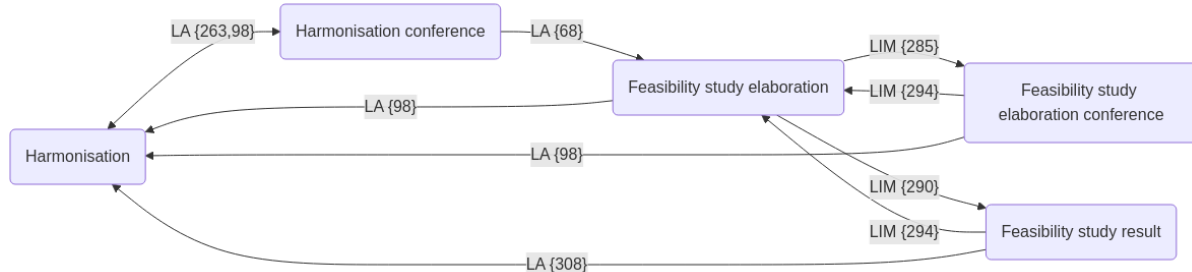 LA {263,98}
Harmonisation conference
LA {68}
LIM {285}
Feasibility study elaboration
LIM {294}
Feasibility study
elaboration conference
LA {98}
Harmonisation
LA {98}
LIM {290}
LIM {294}
Feasibility study result
LA {308}